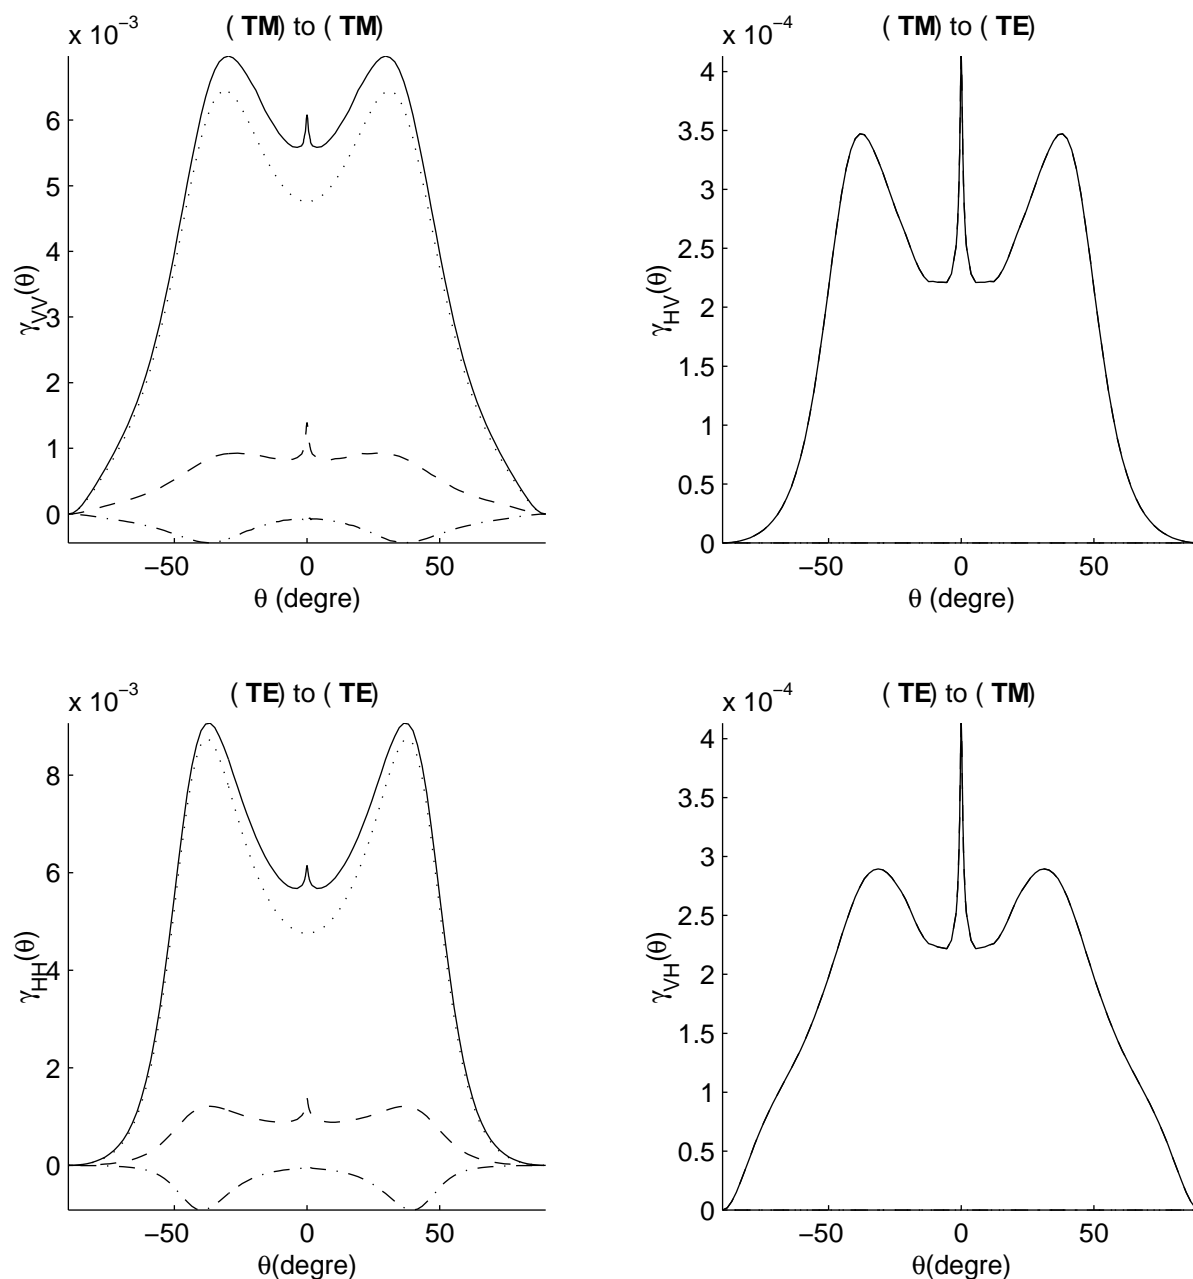 x 10⁻³
( TM) to ( TM)
6
5
4
3
2
1
0
γVV(θ)
−50
0
50
θ (degre)
x 10⁻⁴
( TM) to ( TE)
4
3.5
3
2.5
2
1.5
1
0.5
0
γHV(θ)
−50
0
50
θ (degre)
x 10⁻³
( TE) to ( TE)
8
6
4
2
0
γHH(θ)
−50
0
50
θ(degre)
x 10⁻⁴
( TE) to ( TM)
4
3.5
3
2.5
2
1.5
1
0.5
0
γVH(θ)
−50
0
50
θ (degre)